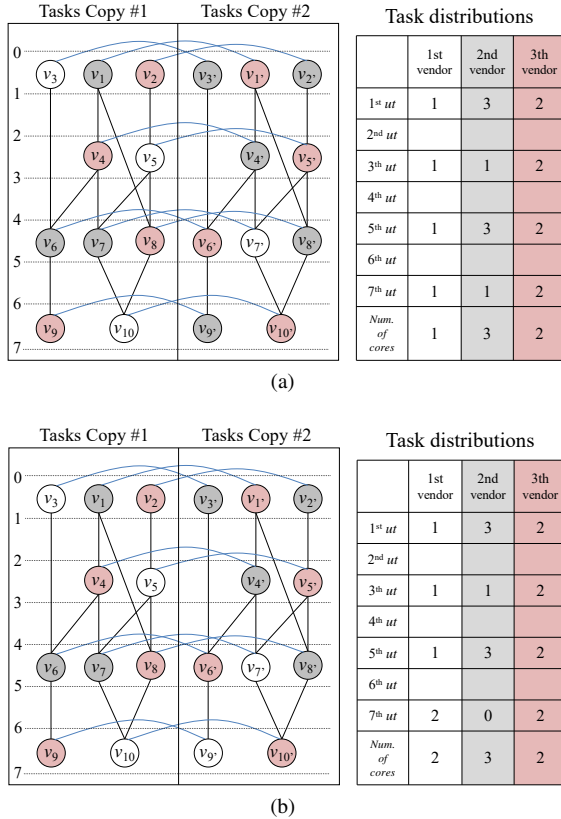 Tasks Copy #1 Tasks Copy #2
0
v3 v1 v2 v3' v1' v2'
1
2
v4 v5 v4' v5'
3
4
v6 v7 v8 v6' v7' v8'
5
6
v9 v10 v9' v10'
7
Task distributions
1st vendor 2nd vendor 3th vendor
1st ut 1 3 2
2nd ut
3th ut 1 1 2
4th ut
5th ut 1 3 2
6th ut
7th ut 1 1 2
Num. of cores 1 3 2
(a)
Tasks Copy #1 Tasks Copy #2
0
v3 v1 v2 v3' v1' v2'
1
2
v4 v5 v4' v5'
3
4
v6 v7 v8 v6' v7' v8'
5
6
v9 v10 v9' v10'
7
Task distributions
1st vendor 2nd vendor 3th vendor
1st ut 1 3 2
2nd ut
3th ut 1 1 2
4th ut
5th ut 1 3 2
6th ut
7th ut 2 0 2
Num. of cores 2 3 2
(b)